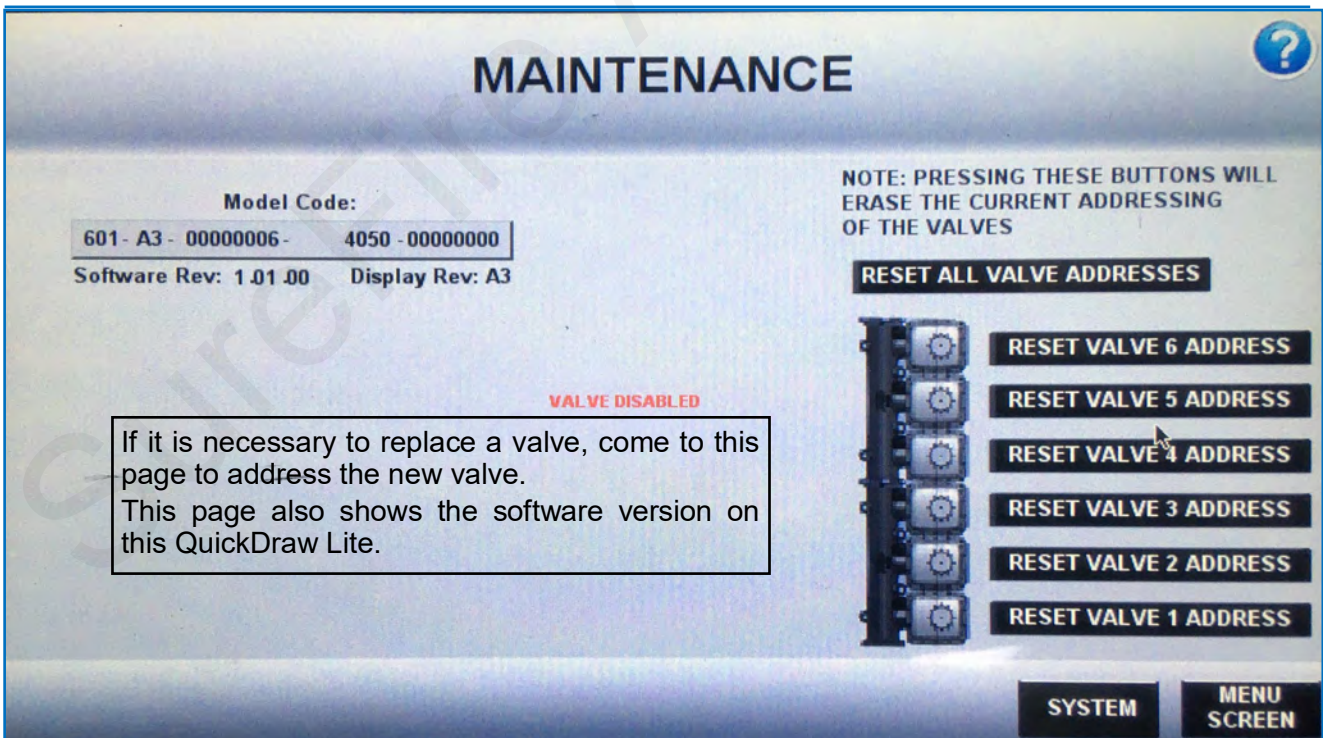 MAINTENANCE
?
Model Code:
601- A3 - 00000006 - 4050 - 00000000
Software Rev: 1.01.00 Display Rev: A3
VALVE DISABLED
If it is necessary to replace a valve, come to this
page to address the new valve.
This page also shows the software version on
this QuickDraw Lite.
NOTE: PRESSING THESE BUTTONS WILL
ERASE THE CURRENT ADDRESSING
OF THE VALVES
RESET ALL VALVE ADDRESSES
RESET VALVE 6 ADDRESS
RESET VALVE 5 ADDRESS
RESET VALVE 4 ADDRESS
RESET VALVE 3 ADDRESS
RESET VALVE 2 ADDRESS
RESET VALVE 1 ADDRESS
SYSTEM
MENU
SCREEN
SureFire